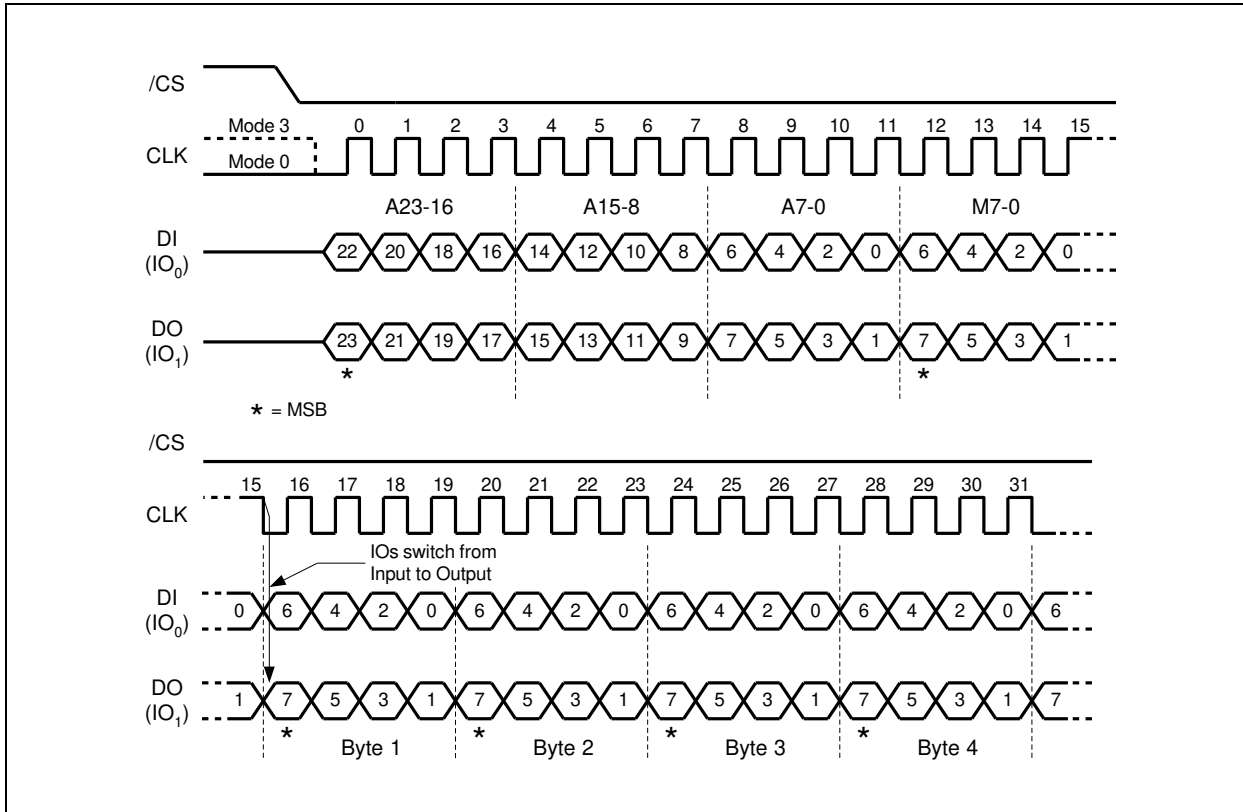 /CS
Mode 3 0 1 2 3 4 5 6 7 8 9 10 11 12 13 14 15
CLK
Mode 0
A23-16 A15-8 A7-0 M7-0
DI
(IO0) 22 20 18 16 14 12 10 8 6 4 2 0 6 4 2 0
DO
(IO1) 23 21 19 17 15 13 11 9 7 5 3 1 7 5 3 1
* *
* = MSB
/CS
15 16 17 18 19 20 21 22 23 24 25 26 27 28 29 30 31
CLK
IOs switch from
Input to Output
DI
(IO0) 0 6 4 2 0 6 4 2 0 6 4 2 0 6 4 2 0 6
DO
(IO1) 1 7 5 3 1 7 5 3 1 7 5 3 1 7 5 3 1 7
* * * *
Byte 1 Byte 2 Byte 3 Byte 4